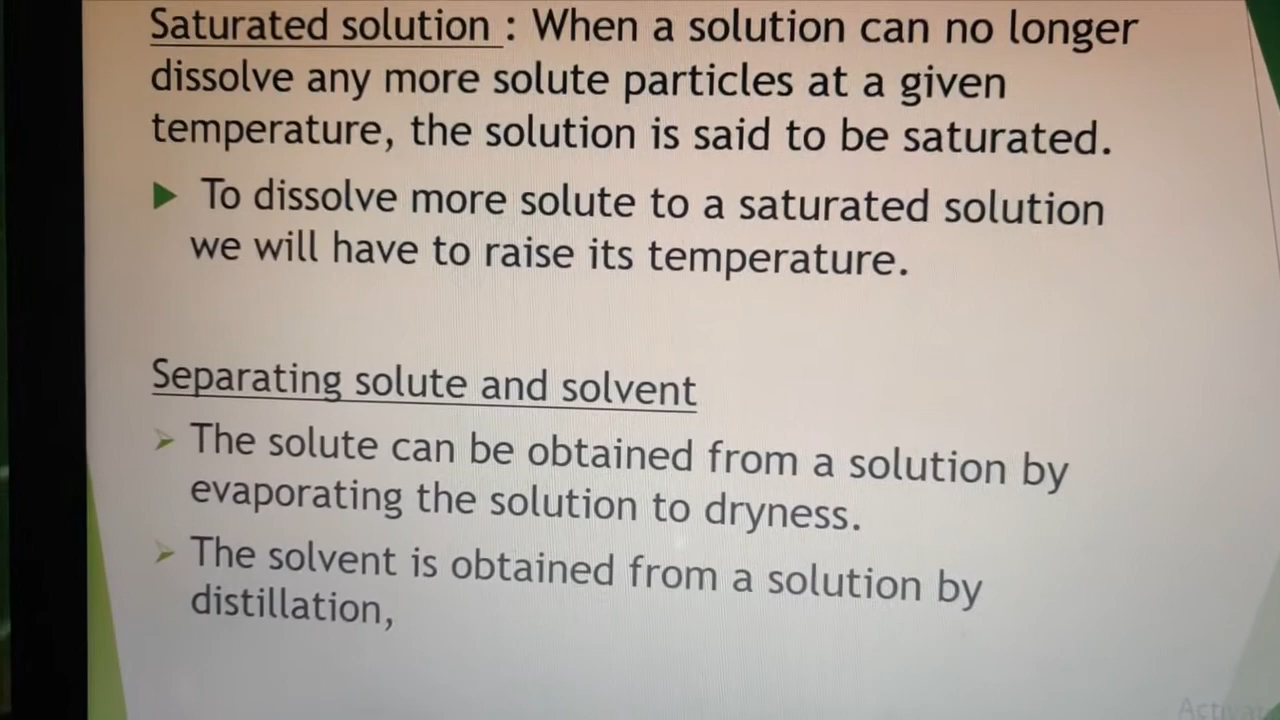 Saturated solution : When a solution can no longer
dissolve any more solute particles at a given
temperature, the solution is said to be saturated.
To dissolve more solute to a saturated solution
we will have to raise its temperature.
Separating solute and solvent
The solute can be obtained from a solution by
evaporating the solution to dryness.
The solvent is obtained from a solution by
distillation,